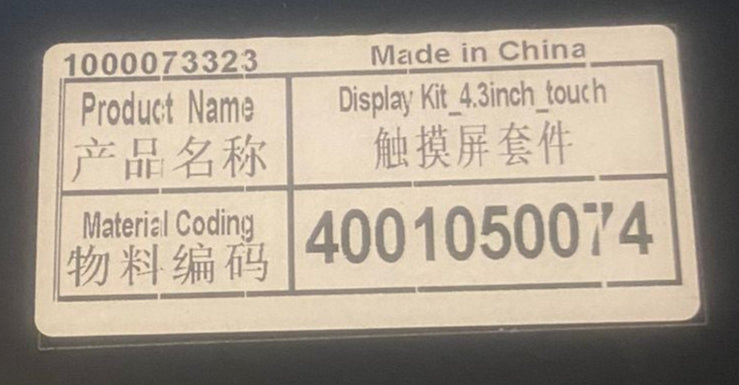 1000073323 Made in China
Product Name
产品名称
Display Kit_4.3inch_touch
触摸屏套件
Material Coding
物料编码
4001050074